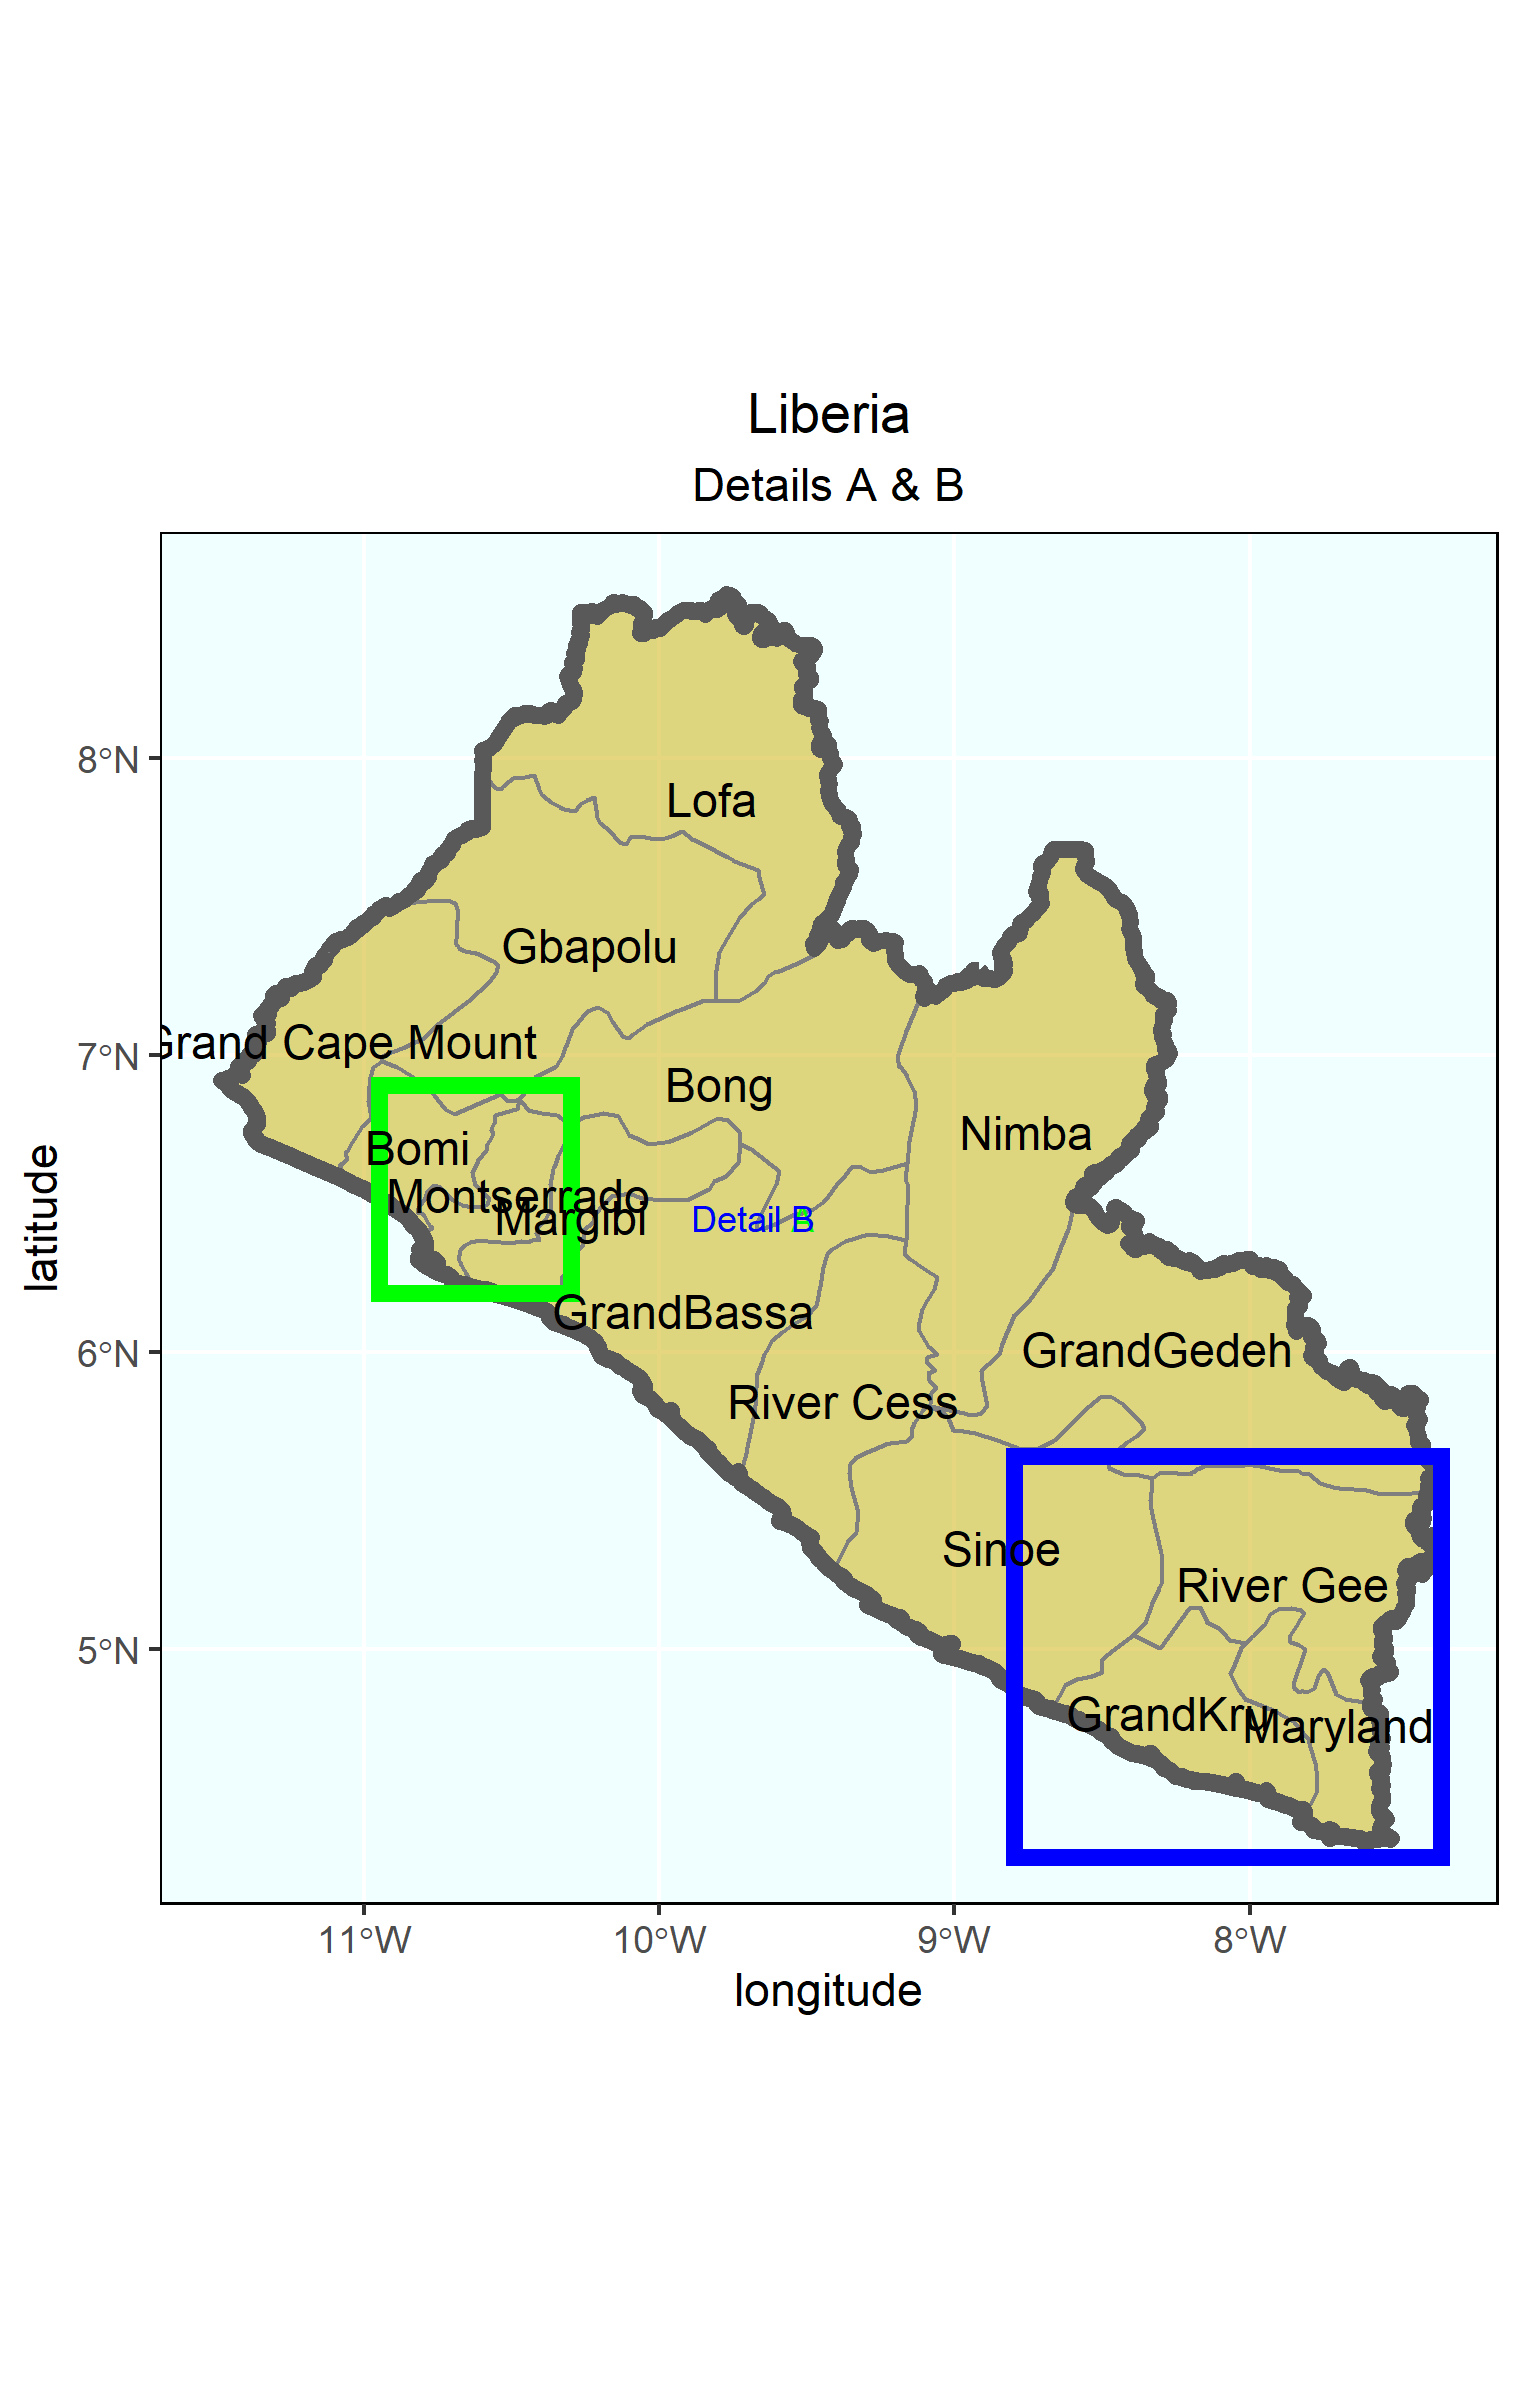 Liberia
Details A & B
8°N
7°N
6°N
5°N
latitude
Lofa
Gbapolu
Grand Cape Mount
Bong
Nimba
Bomi
Montserrado
Margibi
Detail B
GrandBassa
GrandGedeh
River Cess
Sinoe
River Gee
GrandKru
Maryland
11°W
10°W
9°W
8°W
longitude